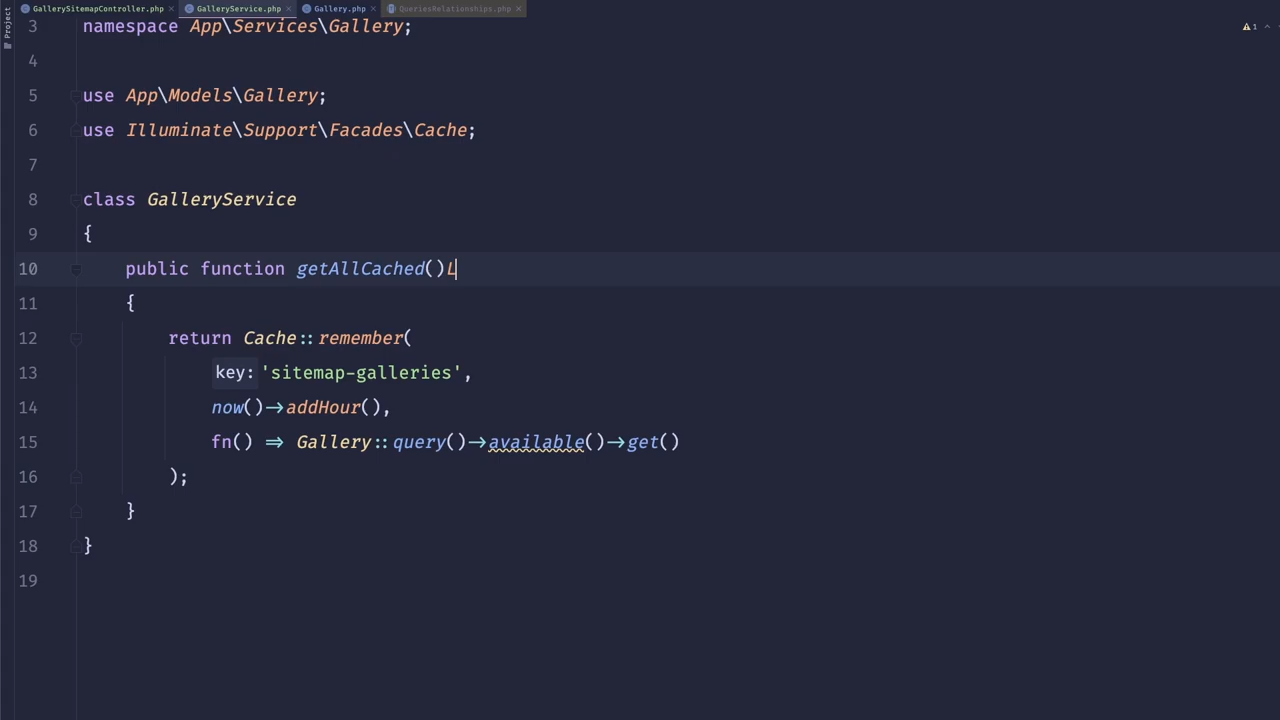 GallerySitemapController.php × GalleryService.php × Gallery.php × QueriesRelationships.php ×
Project
1
3 namespace App\Services\Gallery;
4
5 use App\Models\Gallery;
6 use Illuminate\Support\Facades\Cache;
7
8 class GalleryService
9 {
10 public function getAllCached()L
11 {
12 return Cache::remember(
13 key: 'sitemap-galleries',
14 now()->addHour(),
15 fn() => Gallery::query()->available()->get()
16 );
17 }
18 }
19